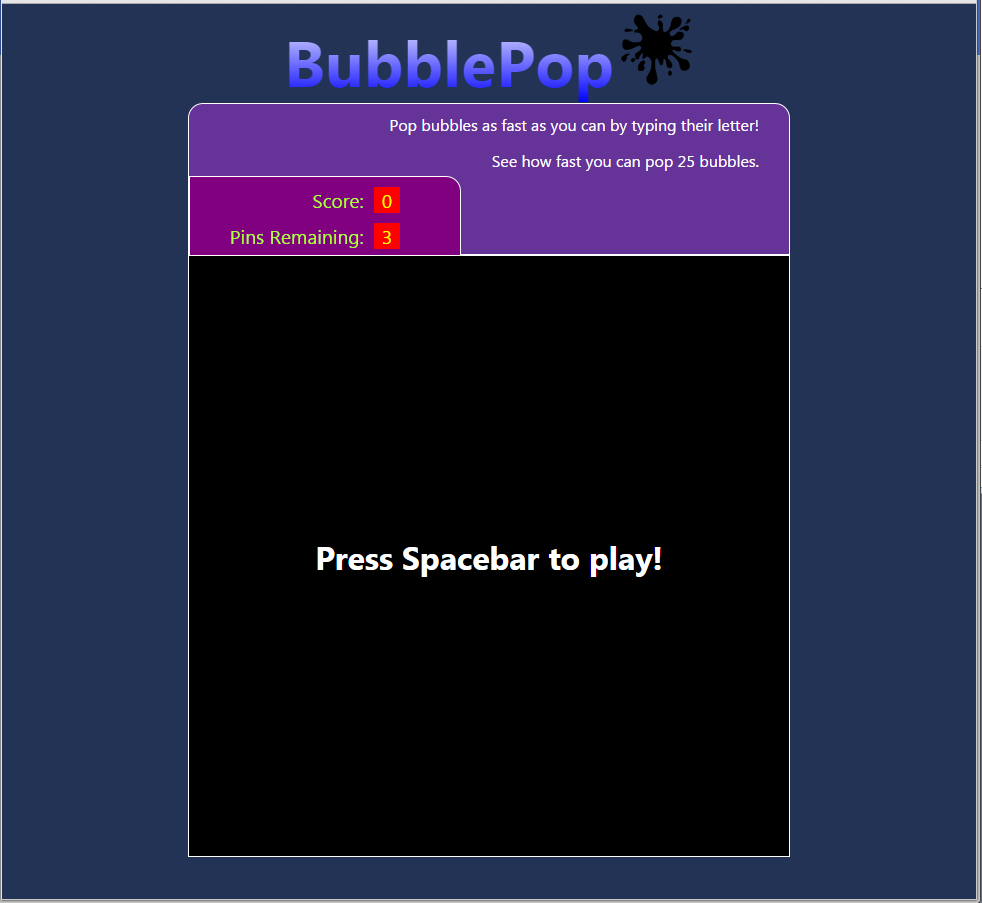 BubblePop
Pop bubbles as fast as you can by typing their letter!
See how fast you can pop 25 bubbles.
Score: 0
Pins Remaining: 3
Press Spacebar to play!